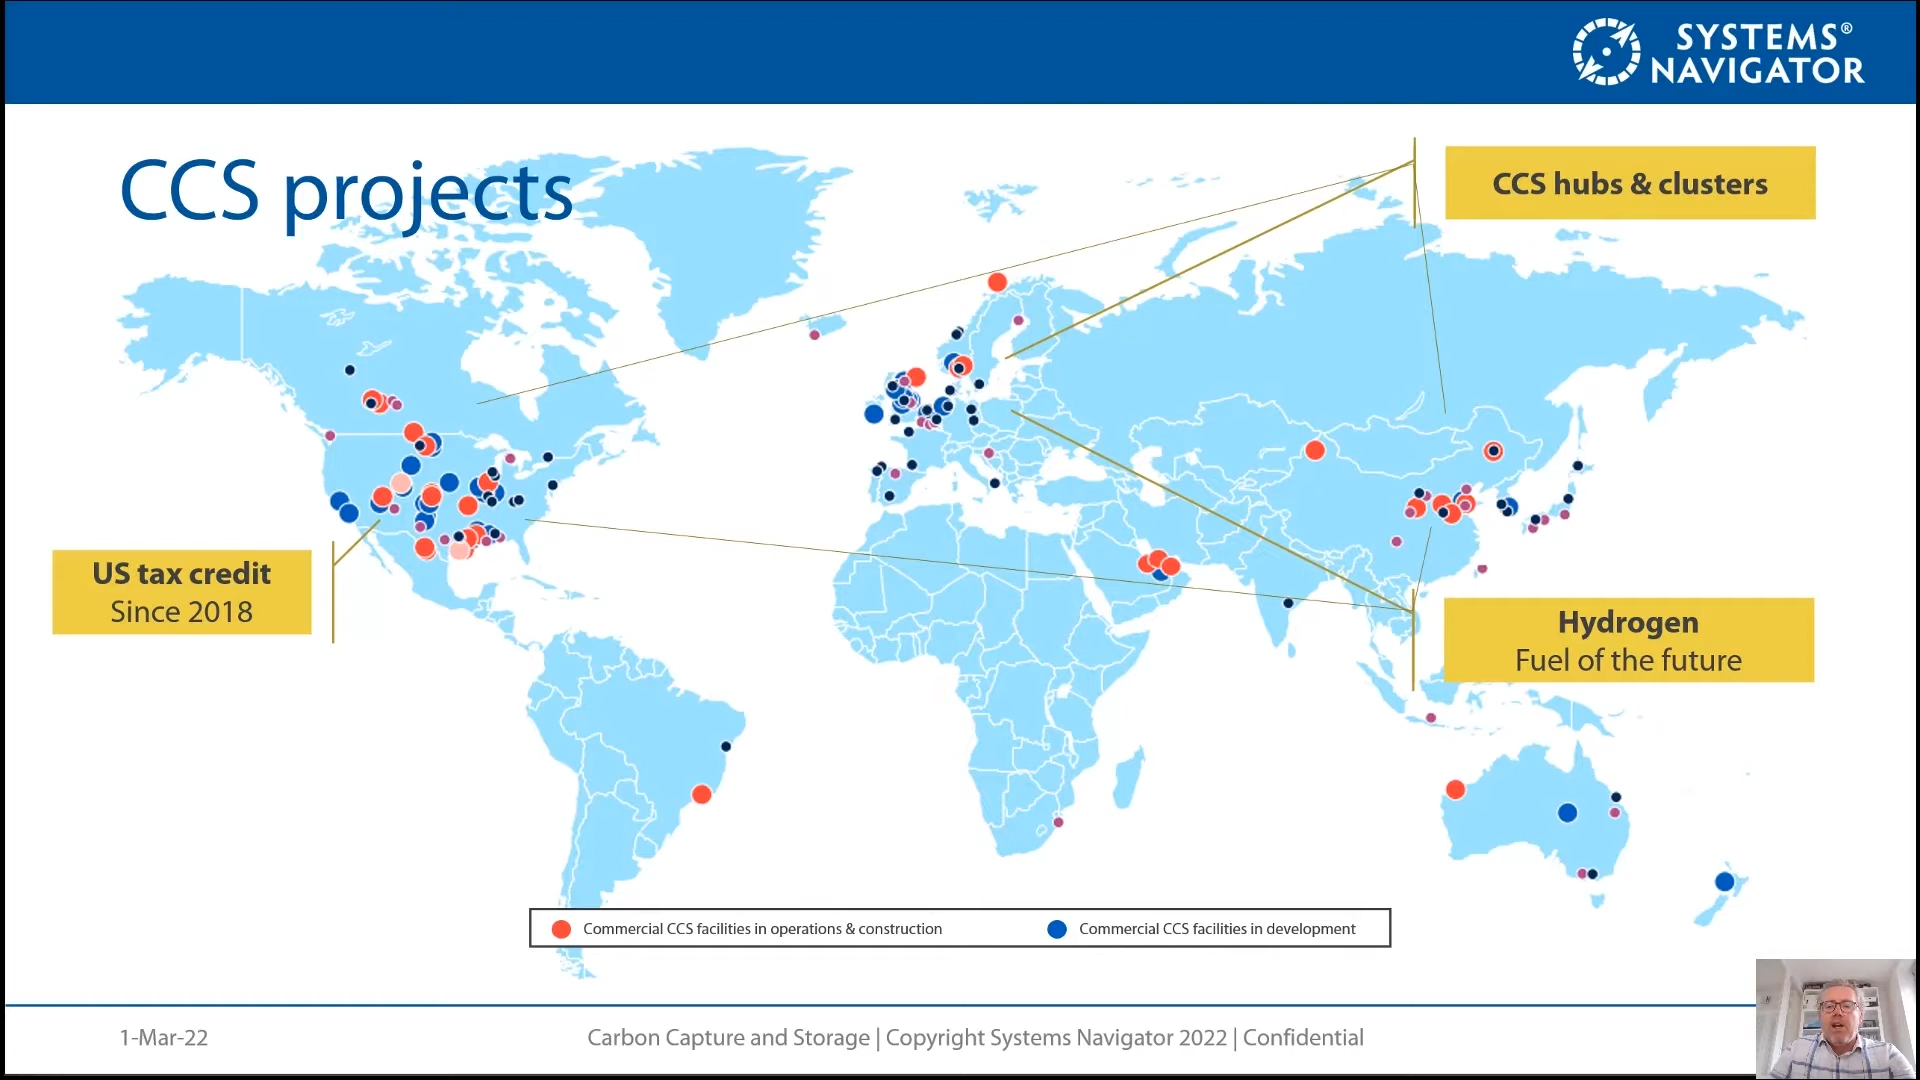 SYSTEMS®
NAVIGATOR
CCS projects
CCS hubs & clusters
US tax credit
Since 2018
Hydrogen
Fuel of the future
Commercial CCS facilities in operations & construction
Commercial CCS facilities in development
1-Mar-22
Carbon Capture and Storage | Copyright Systems Navigator 2022 | Confidential